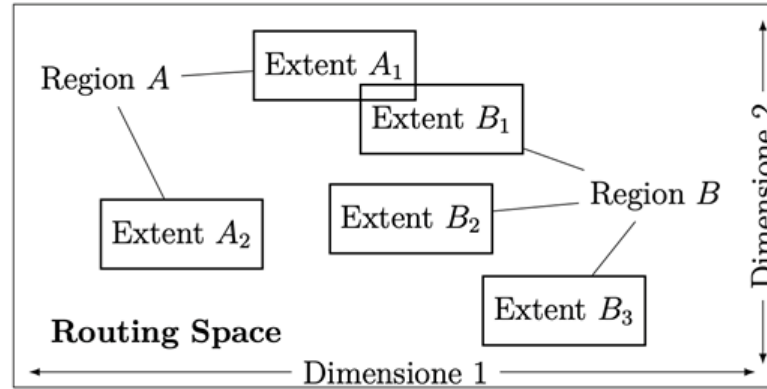 Extent A₁
Region A
Extent B₁
Region B
Extent B₂
Extent A₂
Extent B₃
Routing Space
Dimensione 1
Dimensione 2